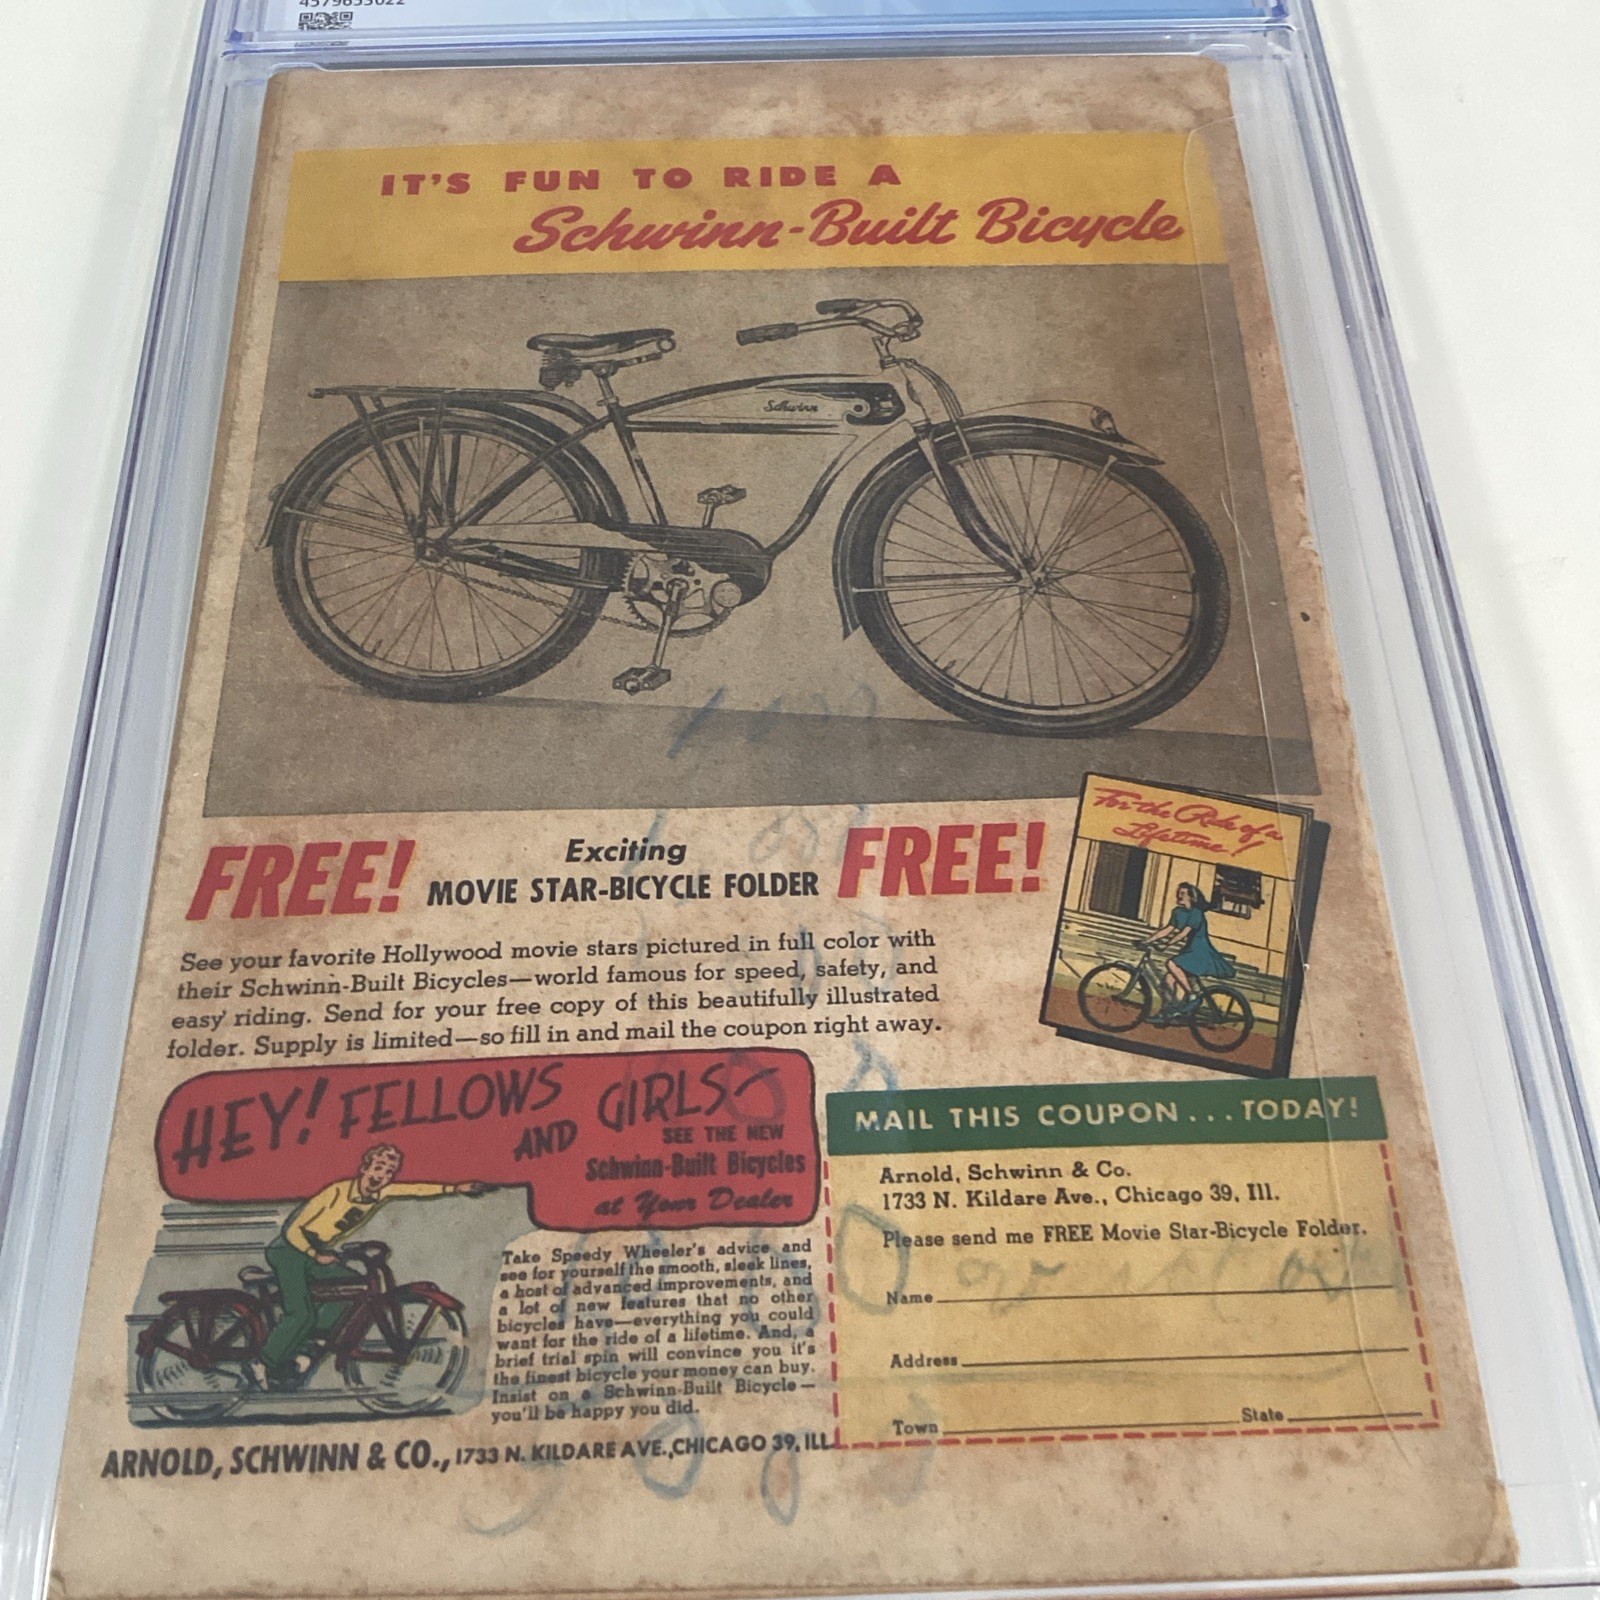 4579655022
IT'S FUN TO RIDE A
Schwinn-Built Bicycle
Schwinn
FREE!
Exciting
MOVIE STAR-BICYCLE FOLDER
FREE!
For the Ride of a
Lifetime!
See your favorite Hollywood movie stars pictured in full color with
their Schwinn-Built Bicycles—world famous for speed, safety, and
easy riding. Send for your free copy of this beautifully illustrated
folder. Supply is limited—so fill in and mail the coupon right away.
HEY! FELLOWS
AND GIRLS—
SEE THE NEW
Schwinn-Built Bicycles
at Your Dealer
Take Speedy Wheeler's advice and
see for yourself the smooth, sleek lines,
a host of advanced improvements, and
a lot of new features that no other
bicycles have—everything you could
want for the ride of a lifetime. And, a
brief trial spin will convince you it's
the finest bicycle your money can buy.
Insist on a Schwinn-Built Bicycle—
you'll be happy you did.
MAIL THIS COUPON...TODAY!
Arnold, Schwinn & Co.
1733 N. Kildare Ave., Chicago 39, Ill.
Please send me FREE Movie Star-Bicycle Folder.
Name
Address
Town State
ARNOLD, SCHWINN & CO., 1733 N. KILDARE AVE., CHICAGO 39, ILL.